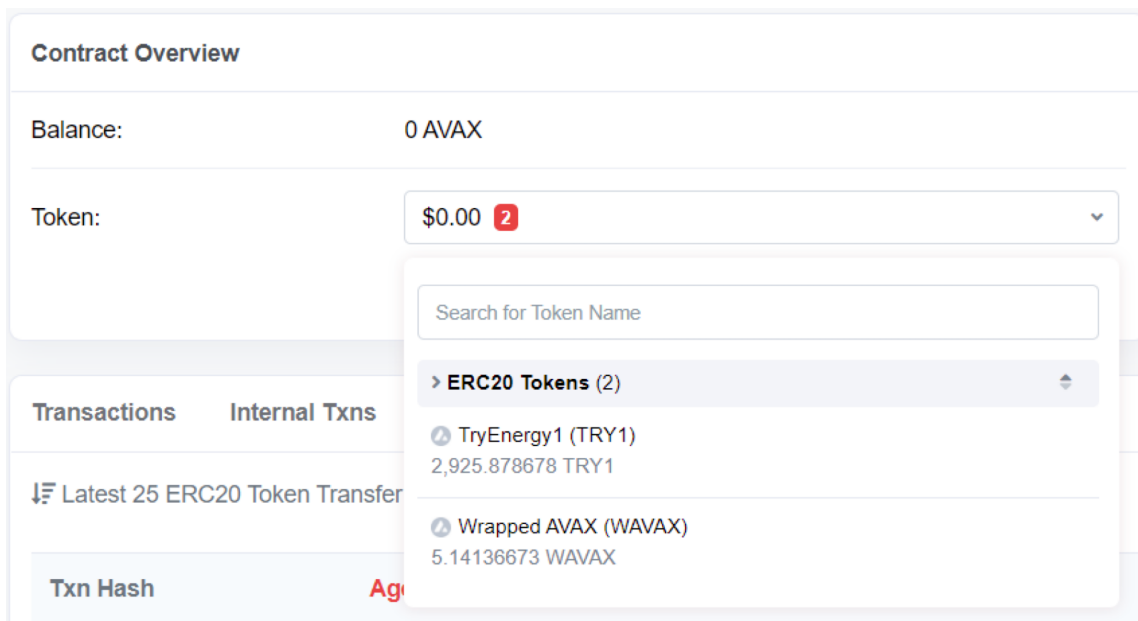 Contract Overview
Balance: 0 AVAX
Token: $0.00 2
Search for Token Name
ERC20 Tokens (2)
TryEnergy1 (TRY1)
2,925.878678 TRY1
Wrapped AVAX (WAVAX)
5.14136673 WAVAX
Transactions Internal Txns
Latest 25 ERC20 Token Transfer
Txn Hash